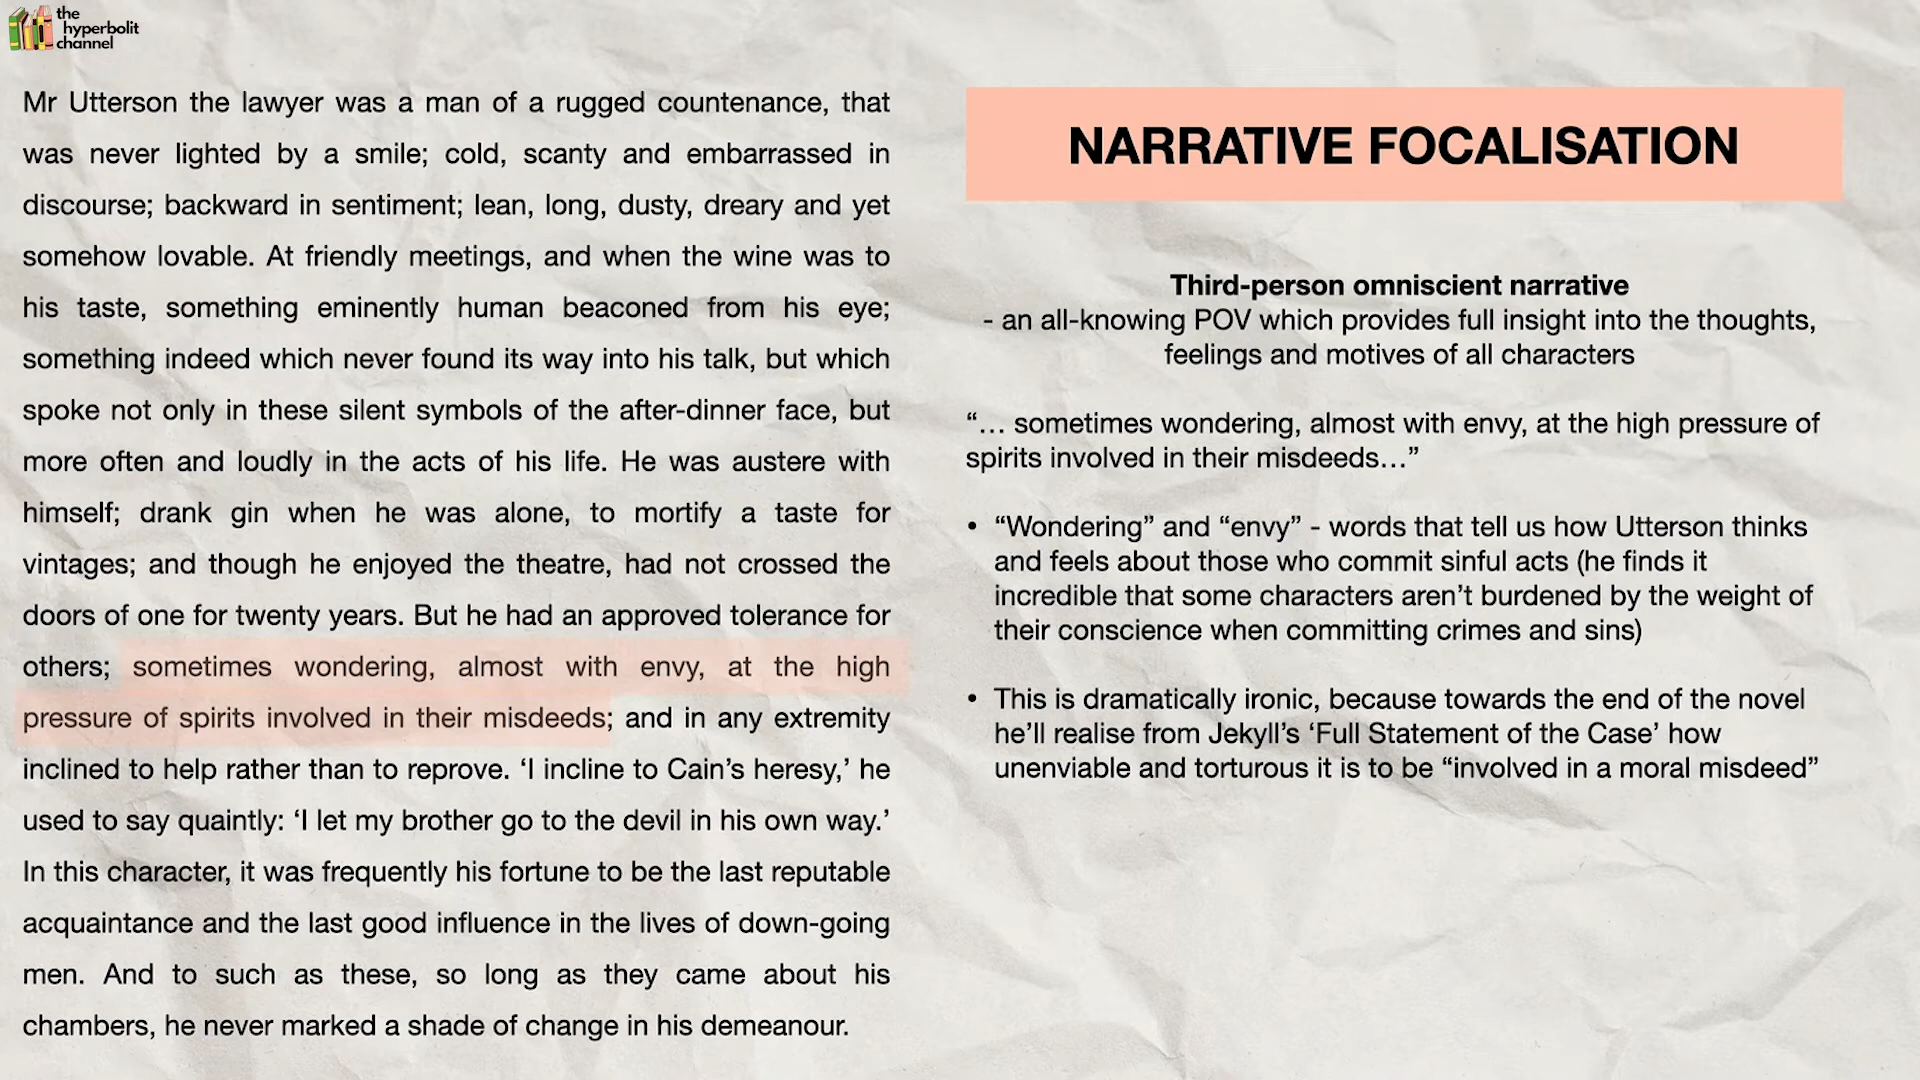 the
hyperbolit
channel
Mr Utterson the lawyer was a man of a rugged countenance, that
was never lighted by a smile; cold, scanty and embarrassed in
discourse; backward in sentiment; lean, long, dusty, dreary and yet
somehow lovable. At friendly meetings, and when the wine was to
his taste, something eminently human beaconed from his eye;
something indeed which never found its way into his talk, but which
spoke not only in these silent symbols of the after-dinner face, but
more often and loudly in the acts of his life. He was austere with
himself; drank gin when he was alone, to mortify a taste for
vintages; and though he enjoyed the theatre, had not crossed the
doors of one for twenty years. But he had an approved tolerance for
others; sometimes wondering, almost with envy, at the high
pressure of spirits involved in their misdeeds; and in any extremity
inclined to help rather than to reprove. ‘I incline to Cain’s heresy,’ he
used to say quaintly: ‘I let my brother go to the devil in his own way.’
In this character, it was frequently his fortune to be the last reputable
acquaintance and the last good influence in the lives of down-going
men. And to such as these, so long as they came about his
chambers, he never marked a shade of change in his demeanour.
NARRATIVE FOCALISATION
Third-person omniscient narrative
- an all-knowing POV which provides full insight into the thoughts,
feelings and motives of all characters
“… sometimes wondering, almost with envy, at the high pressure of
spirits involved in their misdeeds…”
• “Wondering” and “envy” - words that tell us how Utterson thinks
and feels about those who commit sinful acts (he finds it
incredible that some characters aren’t burdened by the weight of
their conscience when committing crimes and sins)
• This is dramatically ironic, because towards the end of the novel
he’ll realise from Jekyll’s ‘Full Statement of the Case’ how
unenviable and torturous it is to be “involved in a moral misdeed”